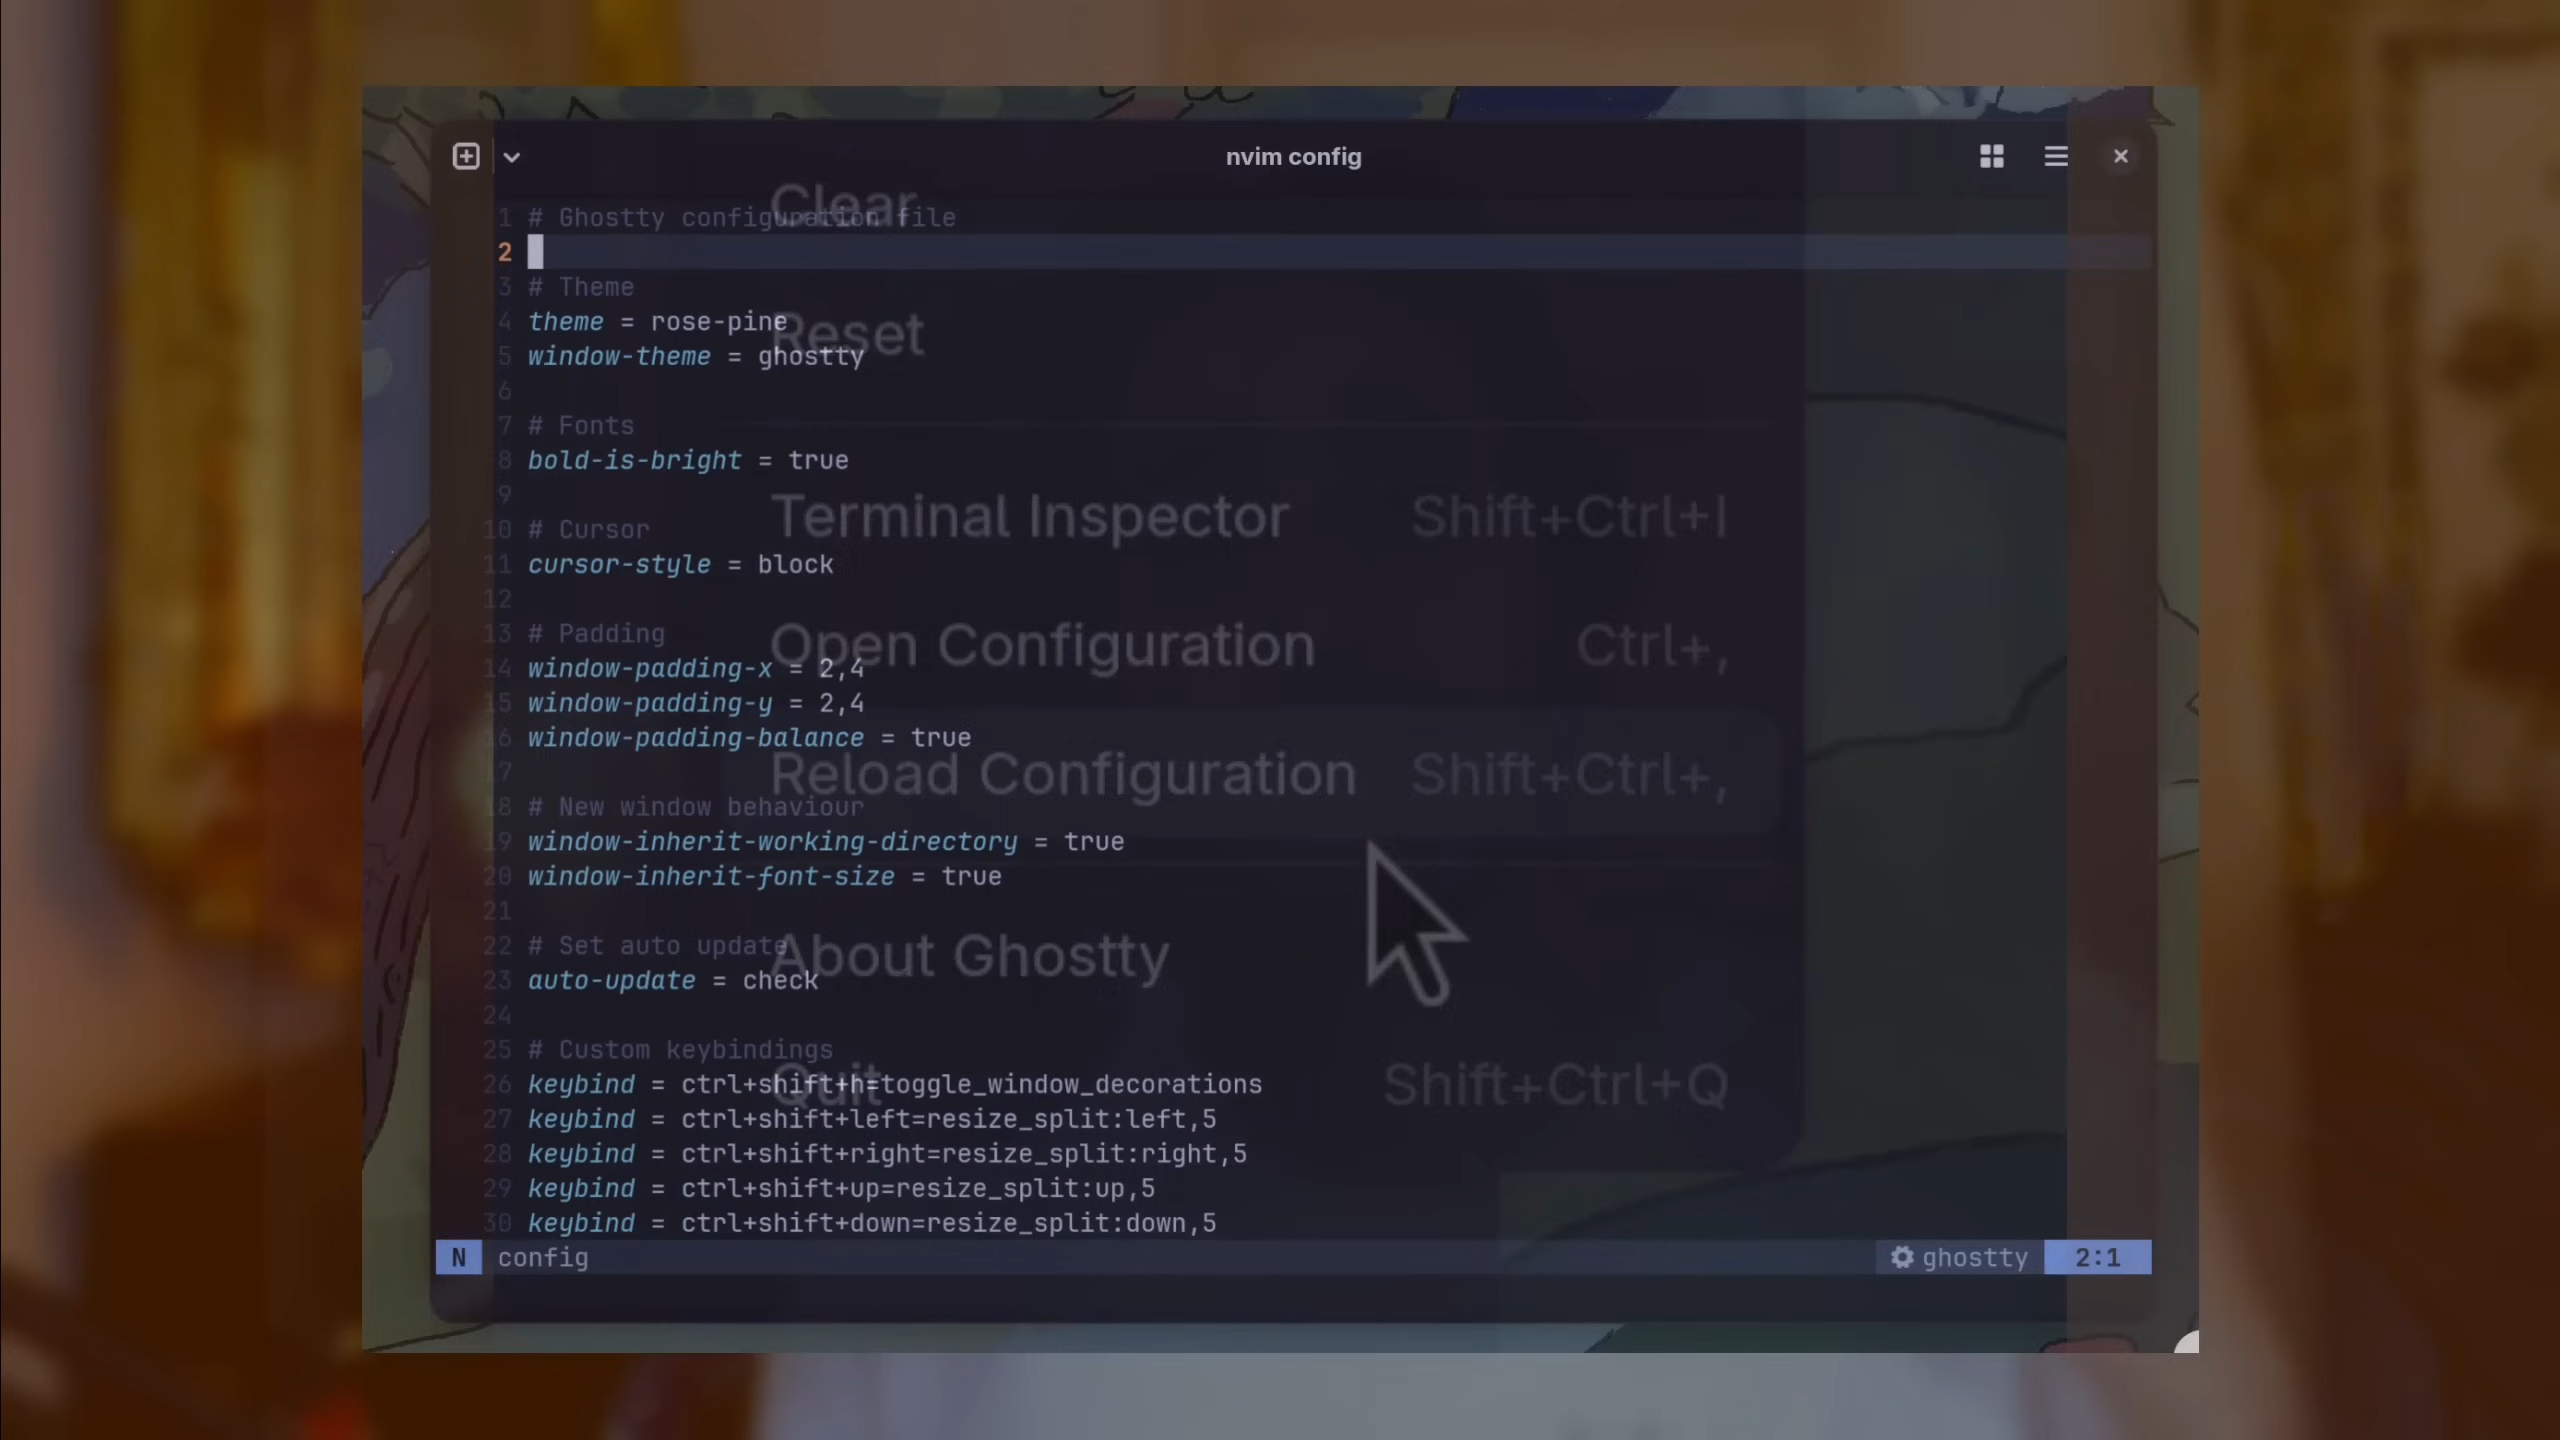 nvim config
1 # Ghostty configuration file
2
3 # Theme
4 theme = rose-pine
5 window-theme = ghostty
6
7 # Fonts
8 bold-is-bright = true
9
10 # Cursor
11 cursor-style = block
12
13 # Padding
14 window-padding-x = 2,4
15 window-padding-y = 2,4
16 window-padding-balance = true
17
18 # New window behaviour
19 window-inherit-working-directory = true
20 window-inherit-font-size = true
21
22 # Set auto update
23 auto-update = check
24
25 # Custom keybindings
26 keybind = ctrl+shift+h=toggle_window_decorations
27 keybind = ctrl+shift+left=resize_split:left,5
28 keybind = ctrl+shift+right=resize_split:right,5
29 keybind = ctrl+shift+up=resize_split:up,5
30 keybind = ctrl+shift+down=resize_split:down,5
N config ghostty 2:1
Clear
Reset
Terminal Inspector Shift+Ctrl+I
Open Configuration Ctrl+,
Reload Configuration Shift+Ctrl+,
About Ghostty
Quit Shift+Ctrl+Q